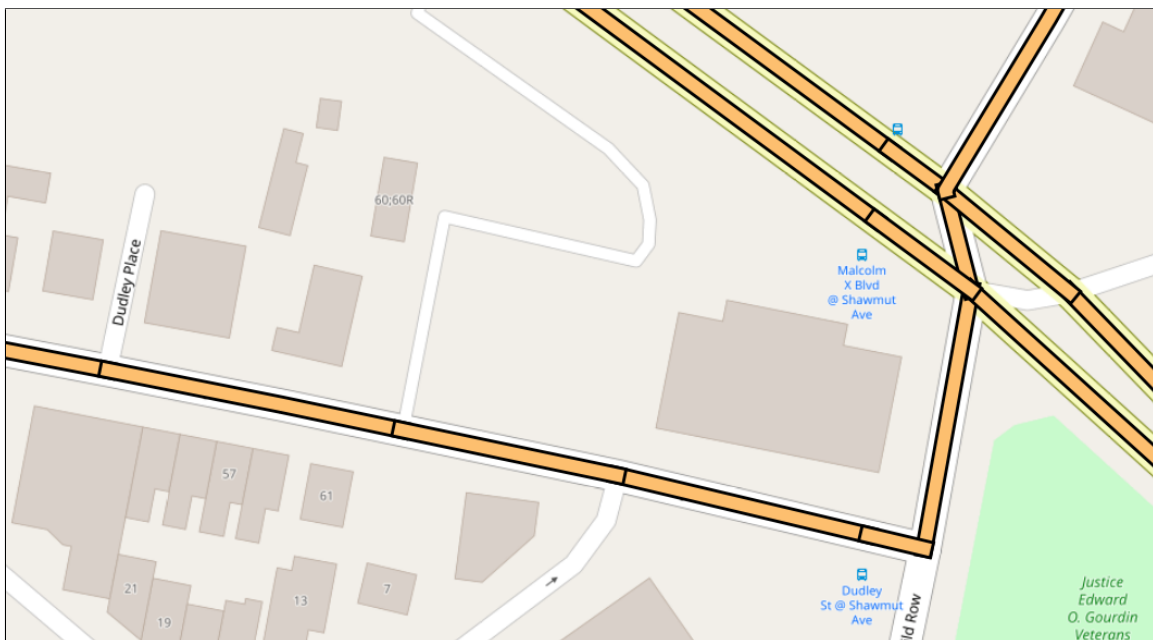 60;60R
Dudley Place
Malcolm
X Blvd
@ Shawmut
Ave
57
61
21
19
13
7
Dudley
St @ Shawmut
Ave
Row
Justice
Edward
O. Gourdin
Veterans